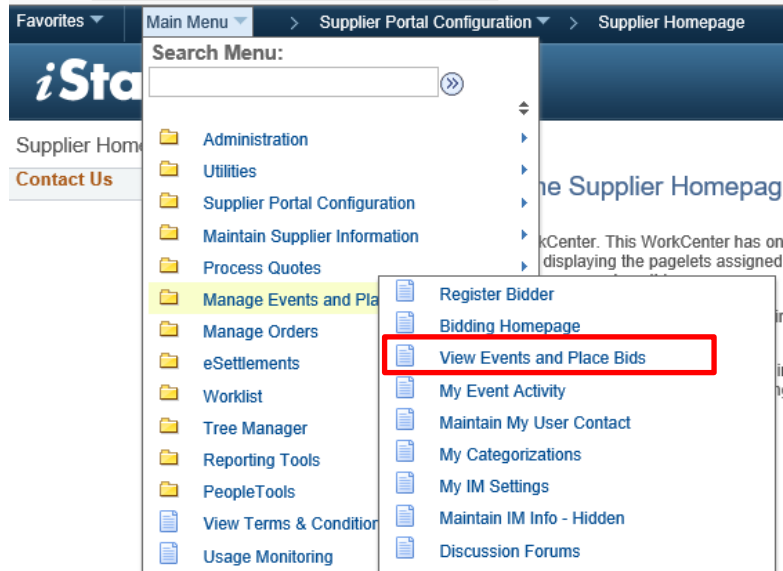 Favorites Main Menu > Supplier Portal Configuration > Supplier Homepage
Search Menu:
iSta
Administration
Supplier Hom
Utilities
Contact Us
Supplier Portal Configuration
he Supplier Homepag
Maintain Supplier Information
kCenter. This WorkCenter has on
Process Quotes
displaying the pagelets assigned
Manage Events and Pla
Manage Orders
eSettlements
Worklist
Tree Manager
Reporting Tools
PeopleTools
View Terms & Condition
Usage Monitoring
Register Bidder
Bidding Homepage
View Events and Place Bids
My Event Activity
Maintain My User Contact
My Categorizations
My IM Settings
Maintain IM Info - Hidden
Discussion Forums